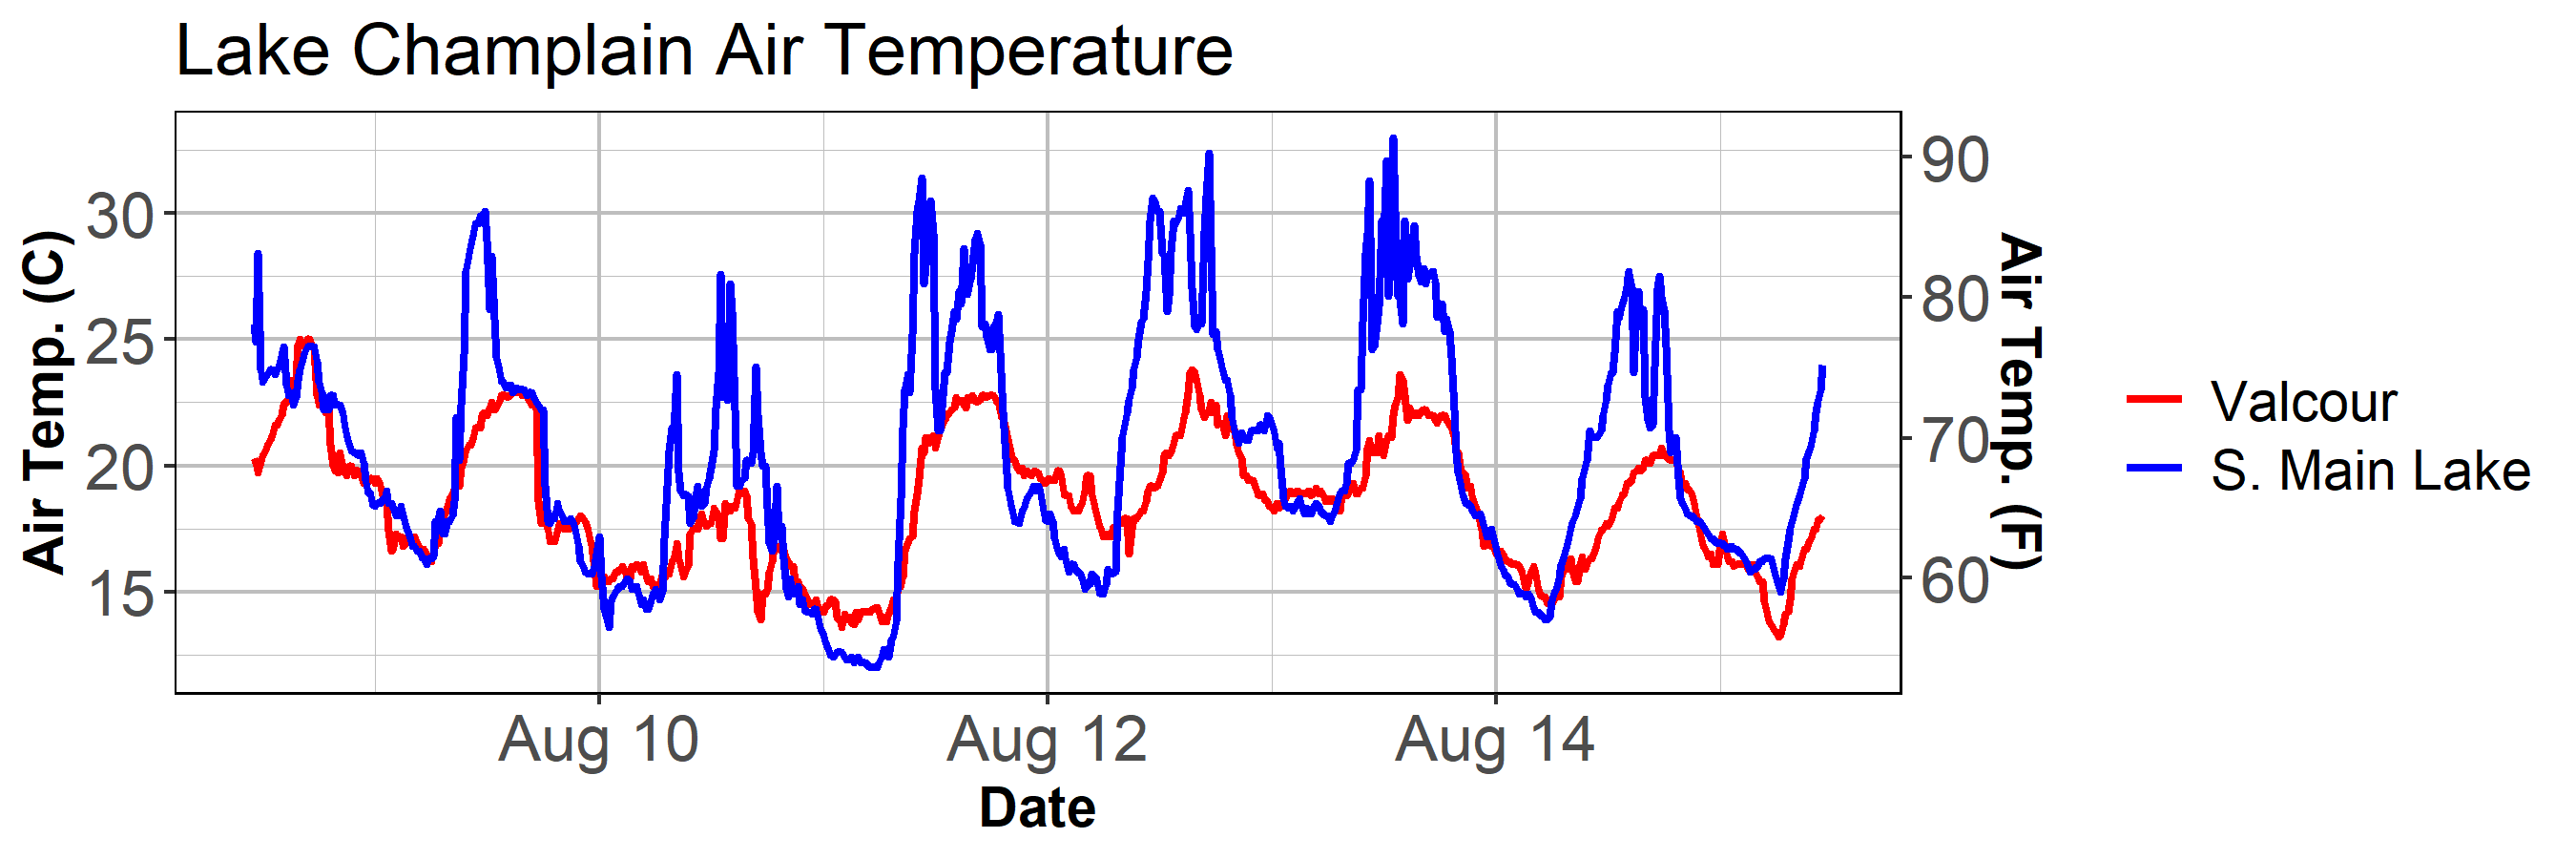 Lake Champlain Air Temperature
Air Temp. (C)
30
25
20
15
90
80
70
60
Air Temp. (F)
Aug 10
Aug 12
Aug 14
Date
Valcour
S. Main Lake